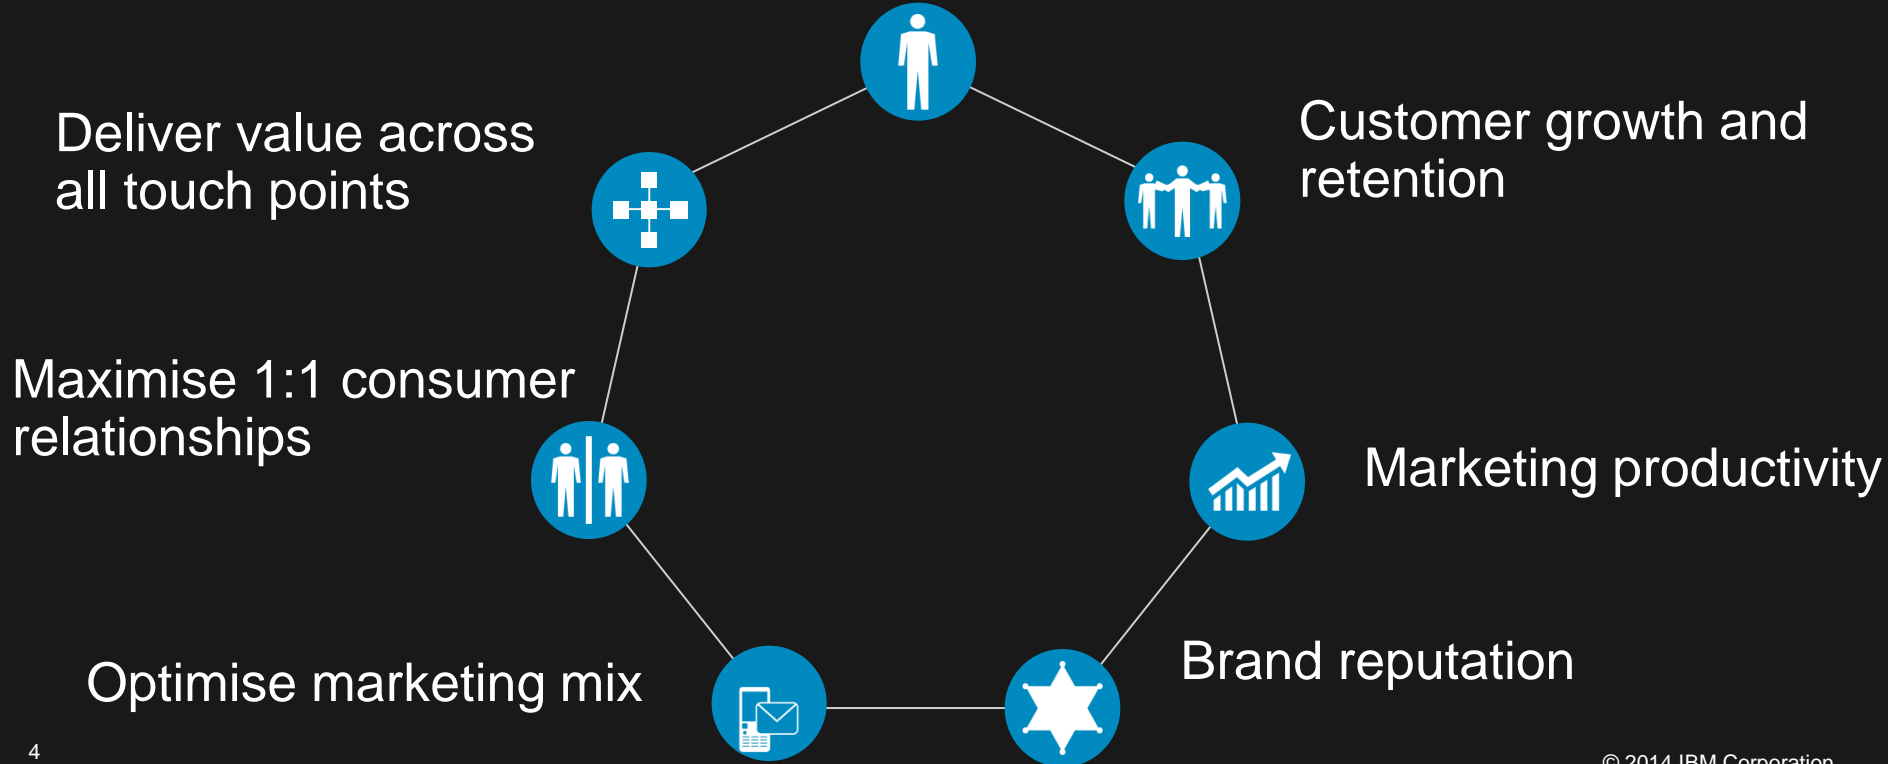 Deliver value across
all touch points
Customer growth and
retention
Maximise 1:1 consumer
relationships
Marketing productivity
Optimise marketing mix
Brand reputation
4
© 2014 IBM Corporation